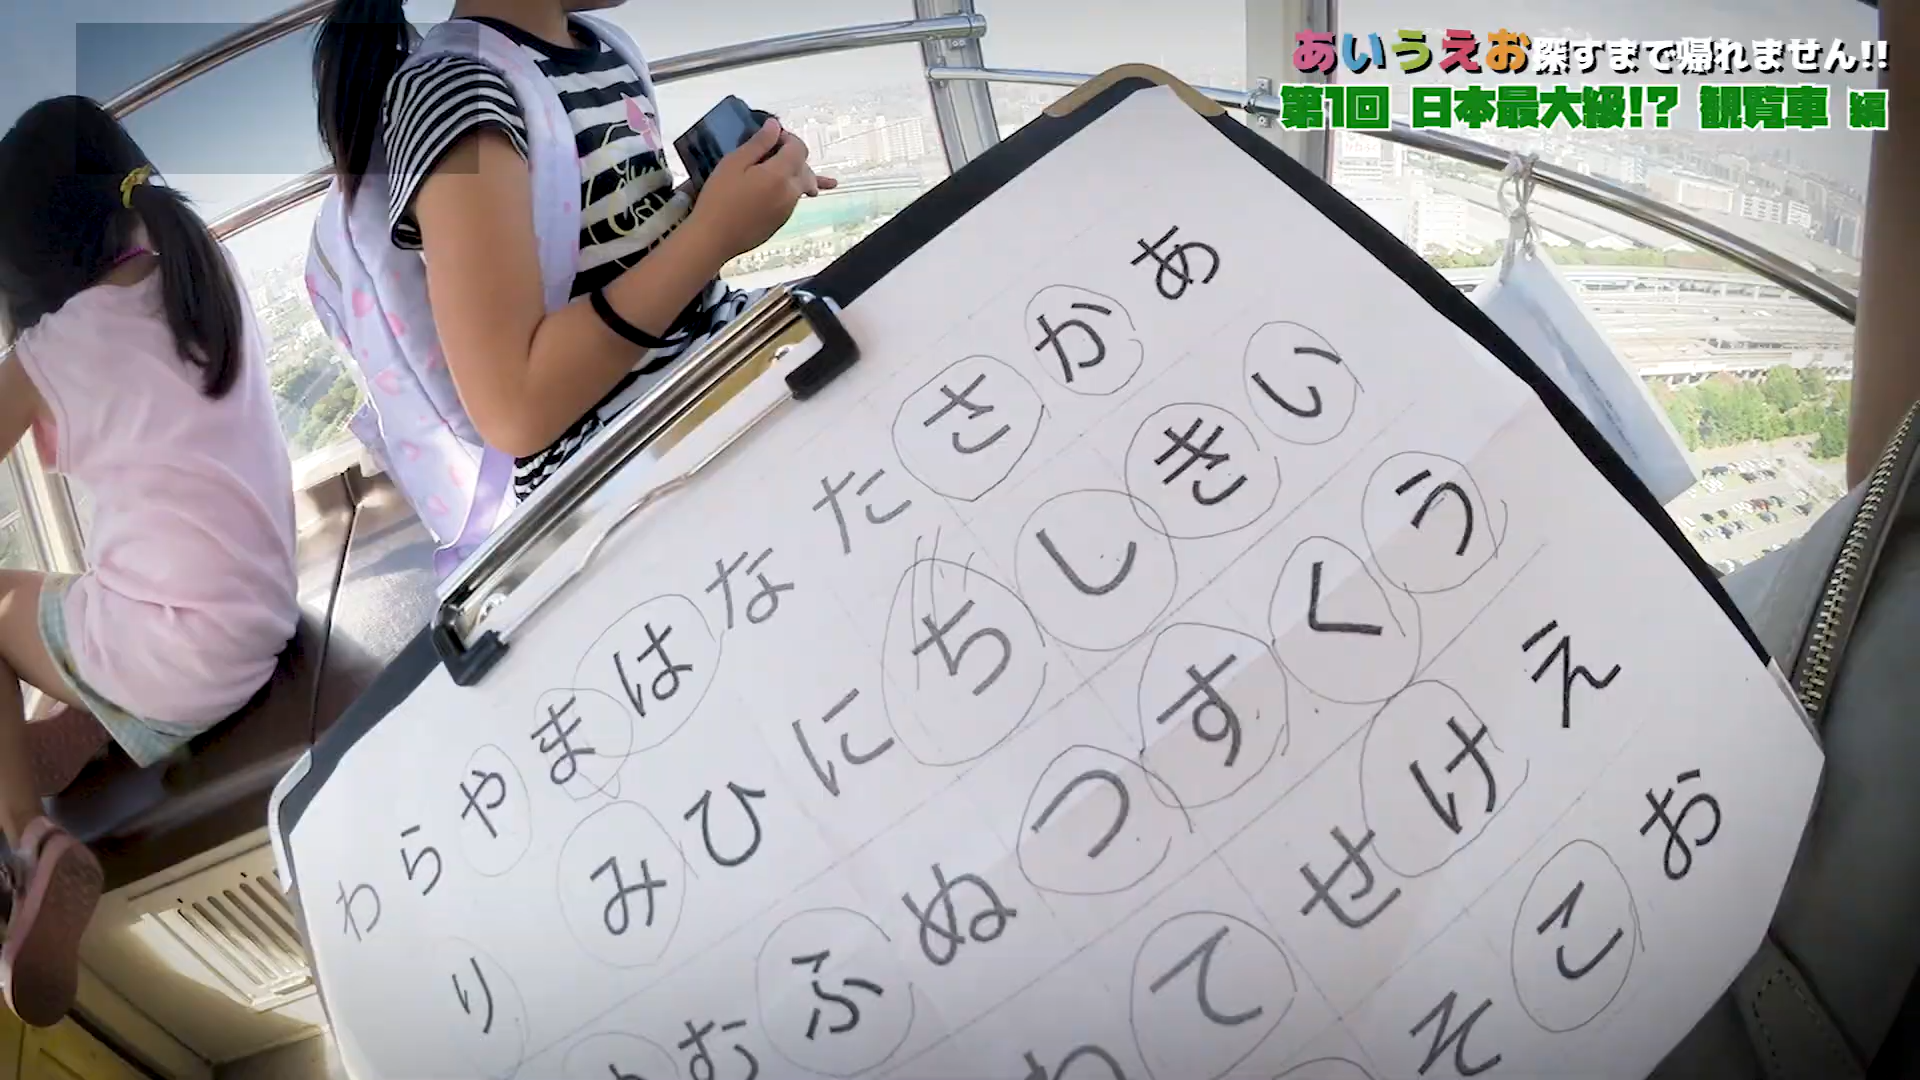 あいうえお探すまで帰れません!!
第1回 日本最大級!? 観覧車 編
あかさたなはまやらわ
いきしちにひみ り
うくすつぬふむ
えけせて
おこそ